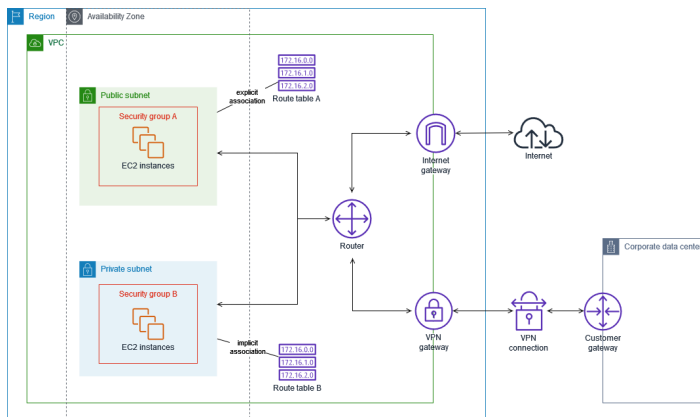 Region
Availability Zone
VPC
Public subnet
Security group A
EC2 instances
explicit
association
172.16.0.0
172.16.1.0
172.16.2.0
Route table A
Internet
gateway
Internet
Router
Corporate data center
Private subnet
Security group B
EC2 instances
implicit
association
172.16.0.0
172.16.1.0
172.16.2.0
Route table B
VPN
gateway
VPN
connection
Customer
gateway